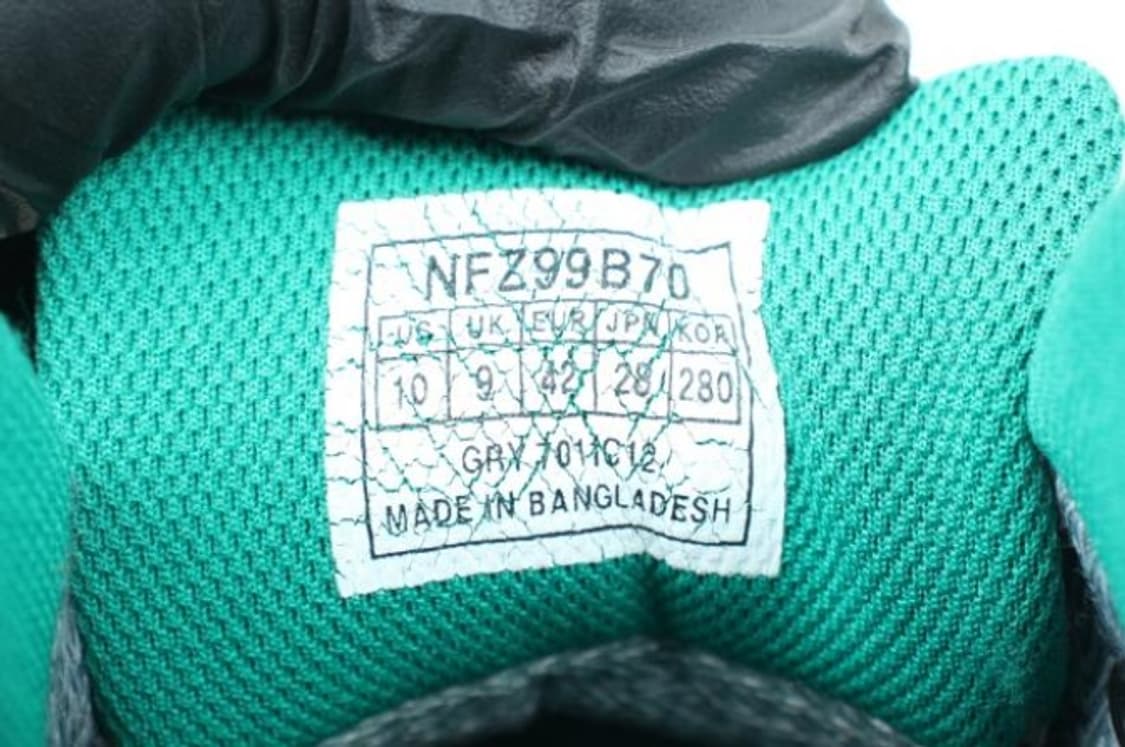 NFZ99B70
US UK EUR JPN KOR
10 9 42 28 280
GRY 7011C12
MADE IN BANGLADESH